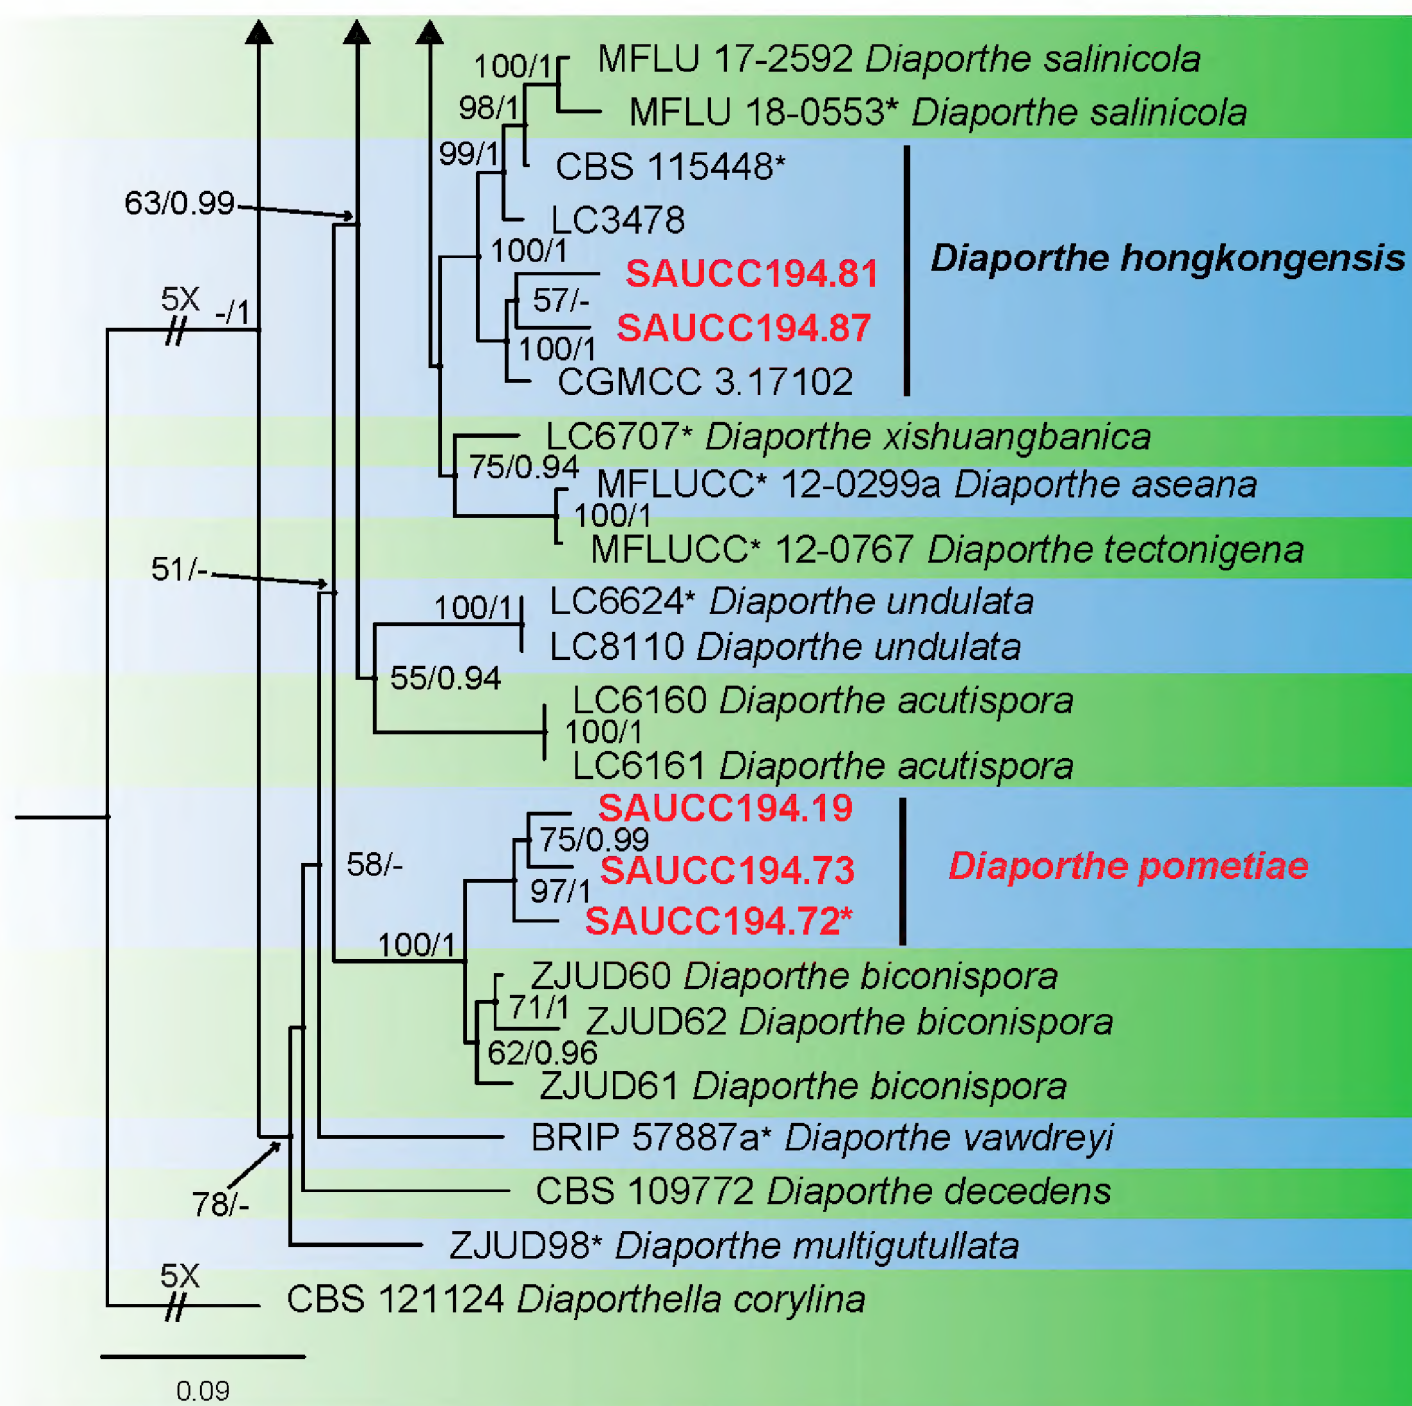 100/1 MFLU 17-2592 Diaporthe salinicola
98/1 MFLU 18-0553* Diaporthe salinicola
99/1 CBS 115448*
63/0.99 LC3478
100/1 Diaporthe hongkongensis
SAUCC194.81
5X -/1 57/- SAUCC194.87
100/1
CGMCC 3.17102
LC6707* Diaporthe xishuangbanica
75/0.94
MFLUCC* 12-0299a Diaporthe aseana
100/1
MFLUCC* 12-0767 Diaporthe tectonigena
51/-
100/1 LC6624* Diaporthe undulata
LC8110 Diaporthe undulata
55/0.94
LC6160 Diaporthe acutispora
100/1
LC6161 Diaporthe acutispora
SAUCC194.19
75/0.99
58/- SAUCC194.73 Diaporthe pometiae
97/1
SAUCC194.72*
100/1
ZJUD60 Diaporthe biconispora
71/1 ZJUD62 Diaporthe biconispora
62/0.96
ZJUD61 Diaporthe biconispora
BRIP 57887a* Diaporthe vawdreyi
78/- CBS 109772 Diaporthe decedens
ZJUD98* Diaporthe multigutullata
5X CBS 121124 Diaporthella corylina
0.09